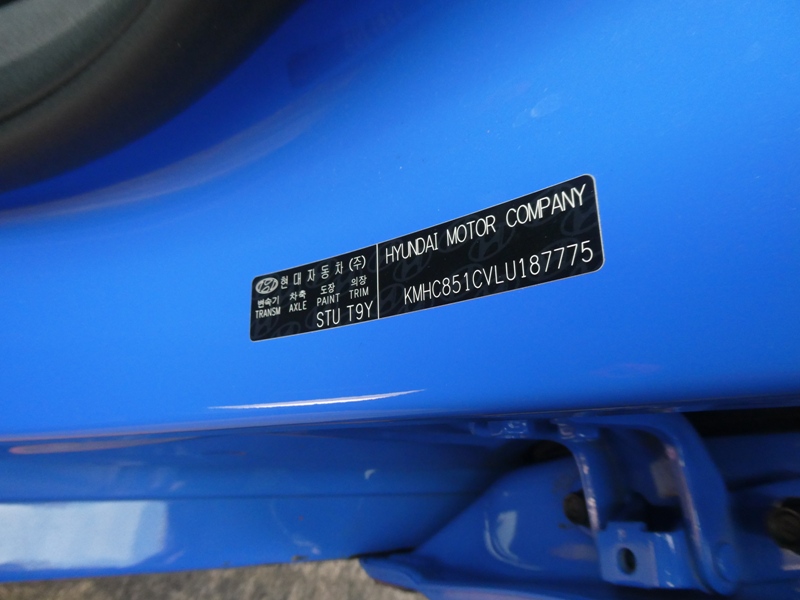 현대자동차(주)
변속기 차축 도장 의장
TRANSM AXLE PAINT TRIM
STU T9Y
HYUNDAI MOTOR COMPANY
KMHC851CVLU187775